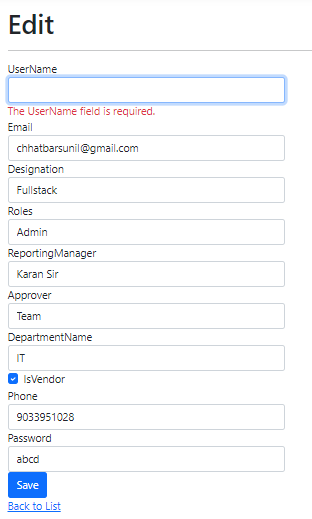 Edit
UserName
The UserName field is required.
Email
chhatbarsunil@gmail.com
Designation
Fullstack
Roles
Admin
ReportingManager
Karan Sir
Approver
Team
DepartmentName
IT
IsVendor
Phone
9033951028
Password
abcd
Save
Back to List